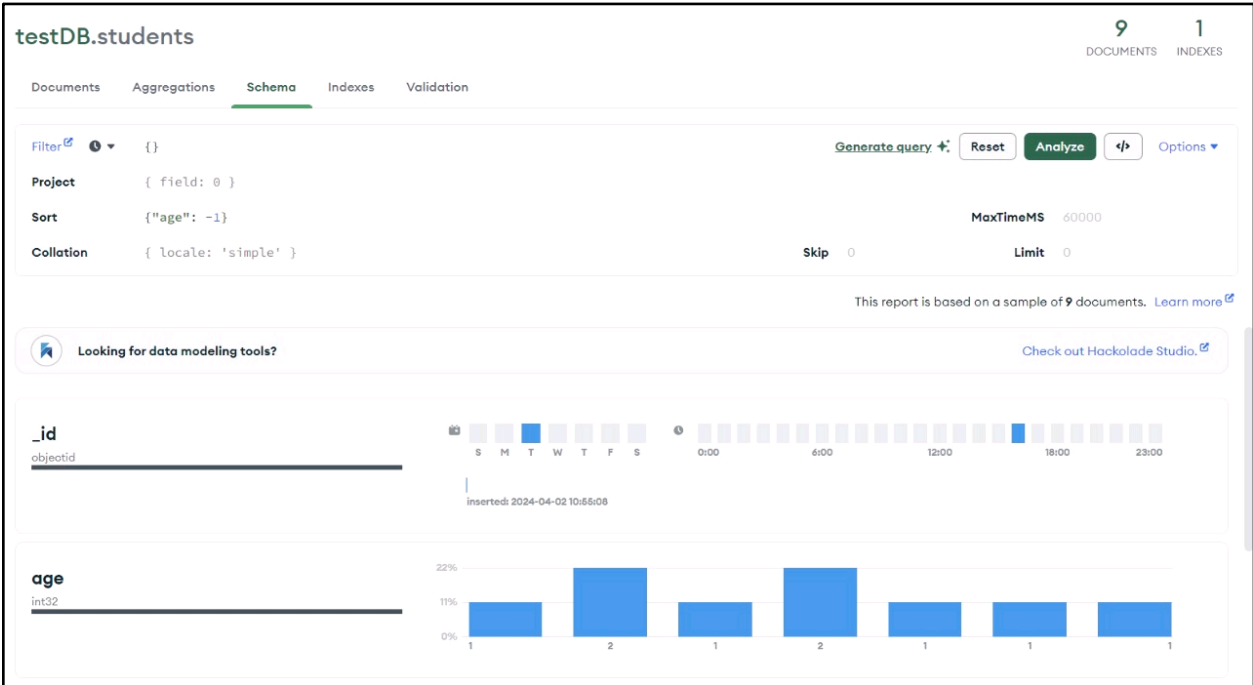 testDB.students
9
DOCUMENTS
1
INDEXES
Documents Aggregations Schema Indexes Validation
Filter {} Generate query Reset Analyze </> Options
Project { field: 0 }
Sort {"age": -1} MaxTimeMS 60000
Collation { locale: 'simple' } Skip 0 Limit 0
This report is based on a sample of 9 documents. Learn more
Looking for data modeling tools? Check out Hackolade Studio.
_id
objectid
S M T W T F S 0:00 6:00 12:00 18:00 23:00
inserted: 2024-04-02 10:55:08
age
int32
22%
11%
0%
1 2 1 2 1 1 1